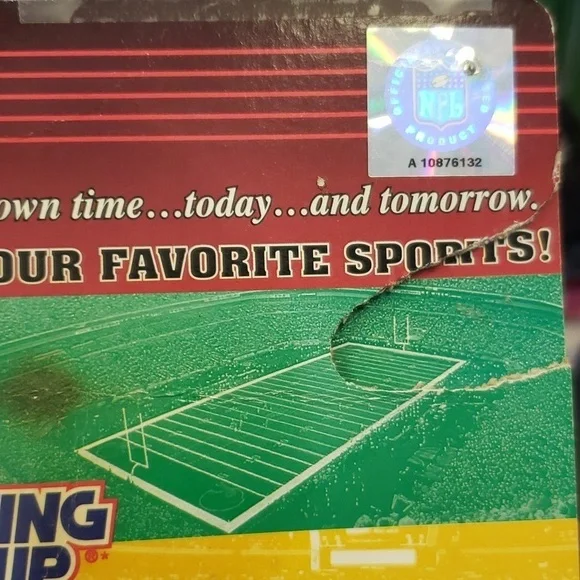 OFFICIAL
NFL
PRODUCT
A 10876132
own time...today...and tomorrow.
OUR FAVORITE SPORTS!
ING
UP®*